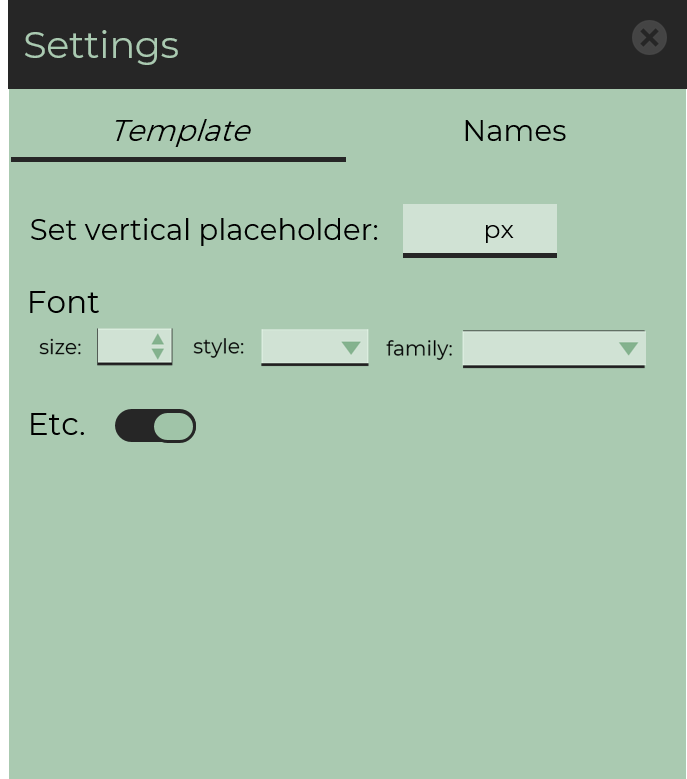 Settings
Template Names
Set vertical placeholder: px
Font
size: style: family:
Etc.